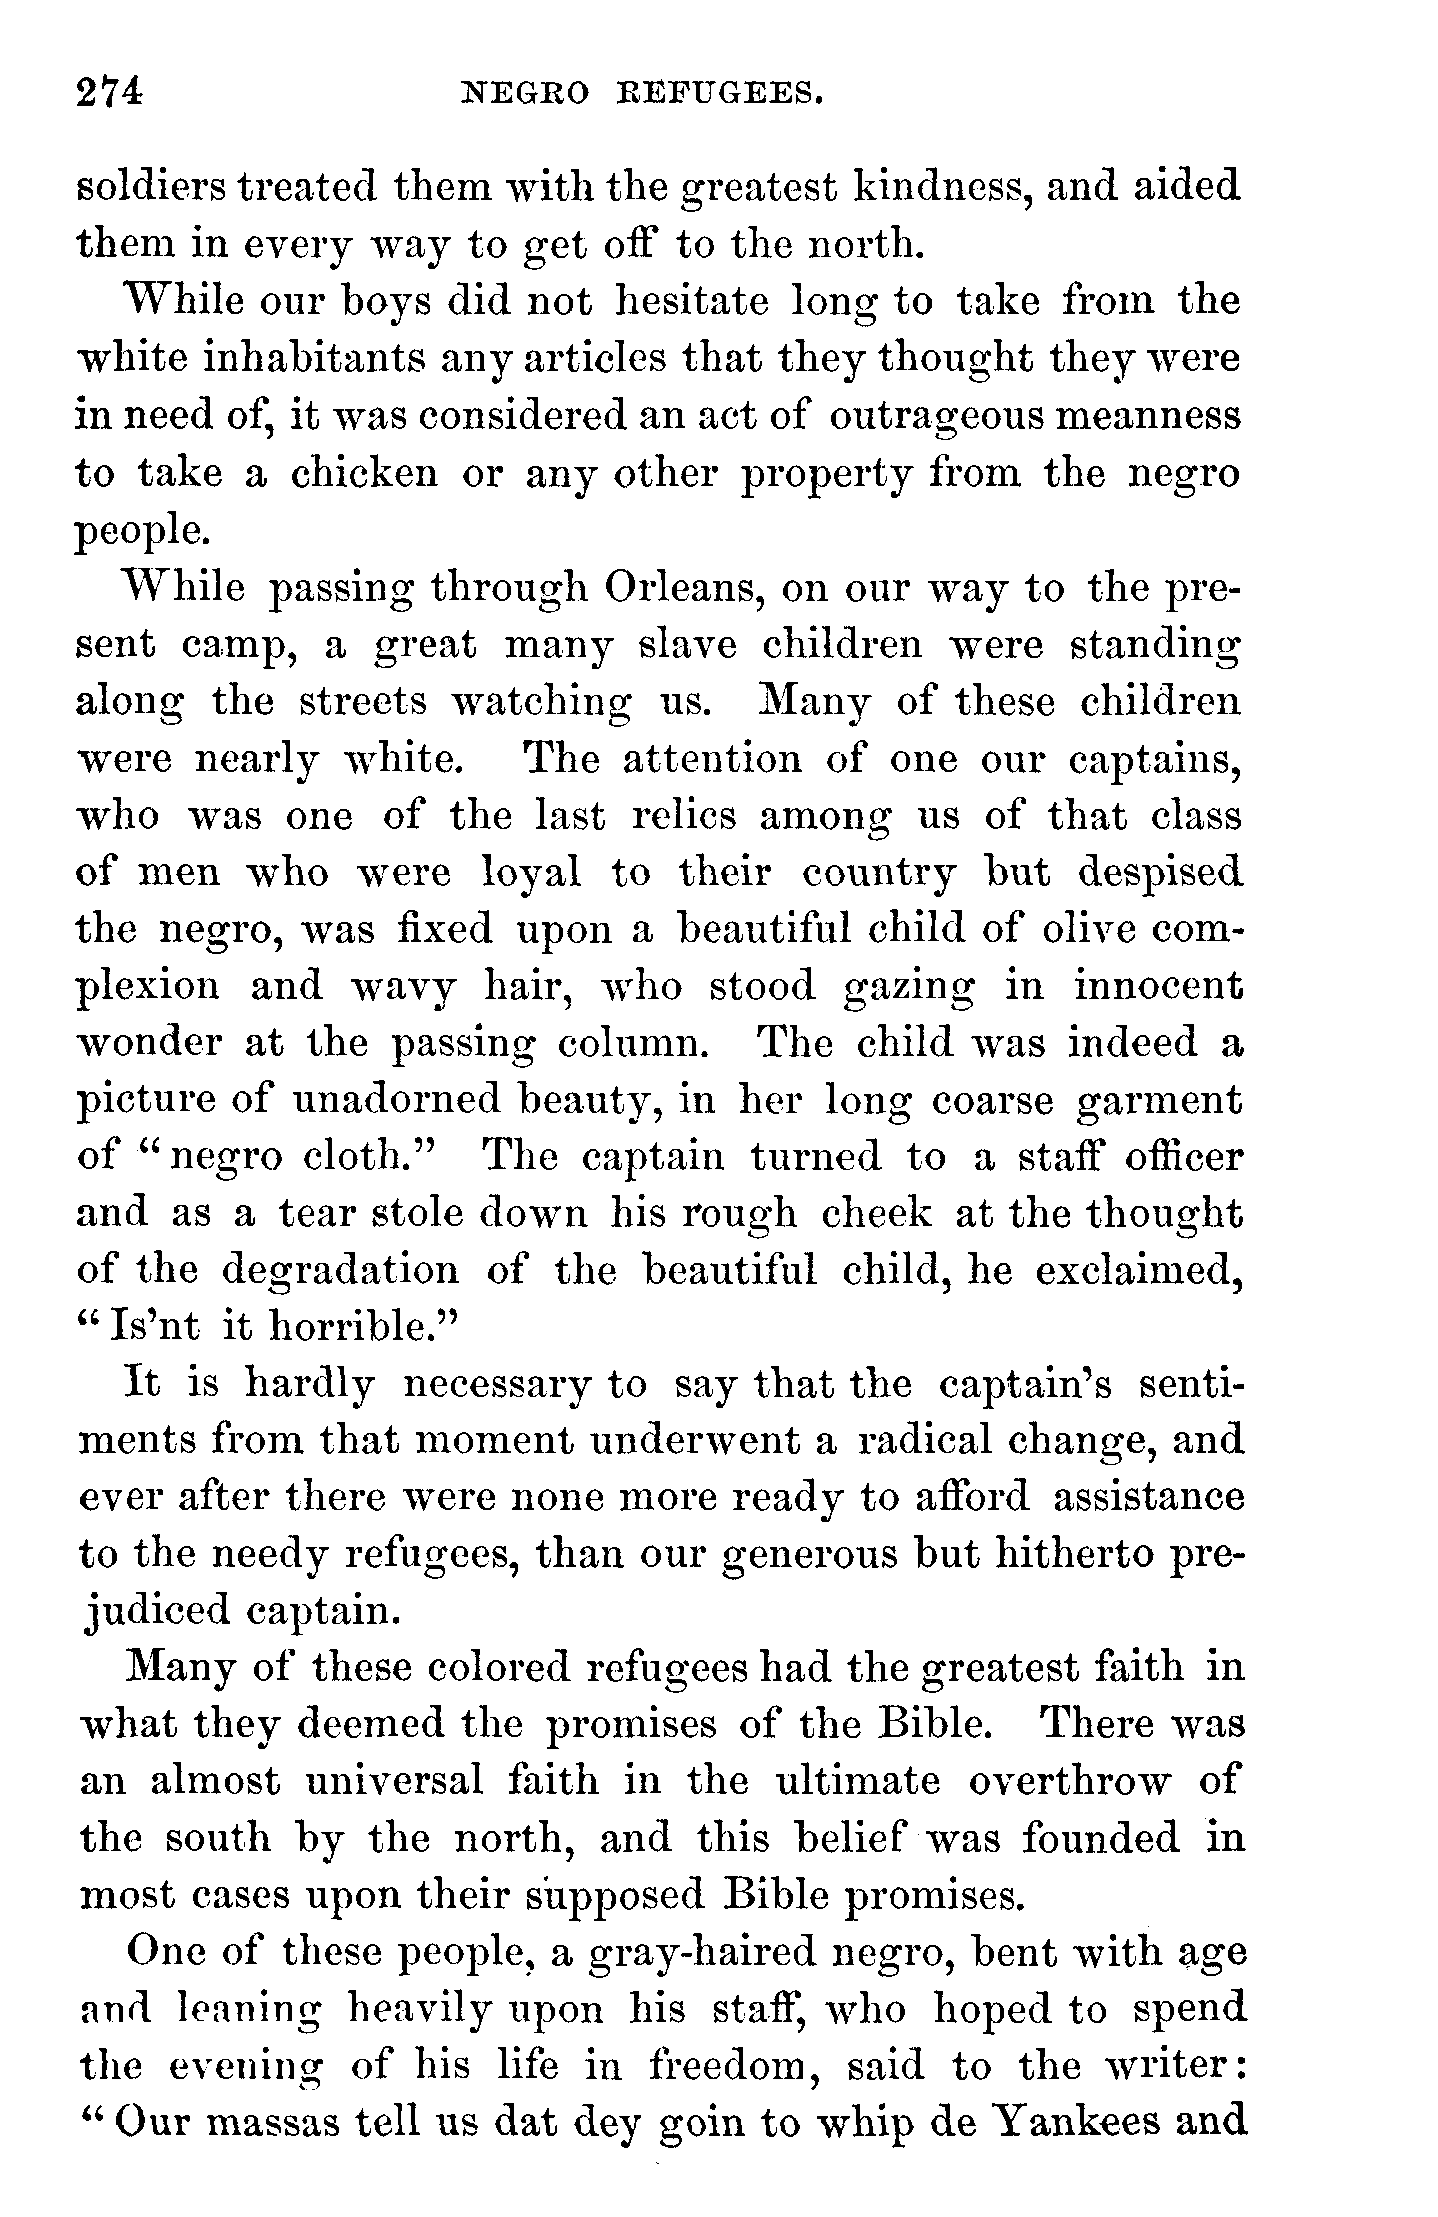 274 NEGRO REFUGEES.
soldiers treated them with the greatest kindness, and aided
them in every way to get off to the north.
While our boys did not hesitate long to take from the
white inhabitants any articles that they thought they were
in need of, it was considered an act of outrageous meanness
to take a chicken or any other property from the negro
people.
While passing through Orleans, on our way to the pre-
sent camp, a great many slave children were standing
along the streets watching us. Many of these children
were nearly white. The attention of one our captains,
who was one of the last relics among us of that class
of men who were loyal to their country but despised
the negro, was fixed upon a beautiful child of olive com-
plexion and wavy hair, who stood gazing in innocent
wonder at the passing column. The child was indeed a
picture of unadorned beauty, in her long coarse garment
of “negro cloth.” The captain turned to a staff officer
and as a tear stole down his rough cheek at the thought
of the degradation of the beautiful child, he exclaimed,
“Is’nt it horrible.”
It is hardly necessary to say that the captain’s senti-
ments from that moment underwent a radical change, and
ever after there were none more ready to afford assistance
to the needy refugees, than our generous but hitherto pre-
judiced captain.
Many of these colored refugees had the greatest faith in
what they deemed the promises of the Bible. There was
an almost universal faith in the ultimate overthrow of
the south by the north, and this belief was founded in
most cases upon their supposed Bible promises.
One of these people, a gray-haired negro, bent with age
and leaning heavily upon his staff, who hoped to spend
the evening of his life in freedom, said to the writer:
“Our massas tell us dat dey goin to whip de Yankees and